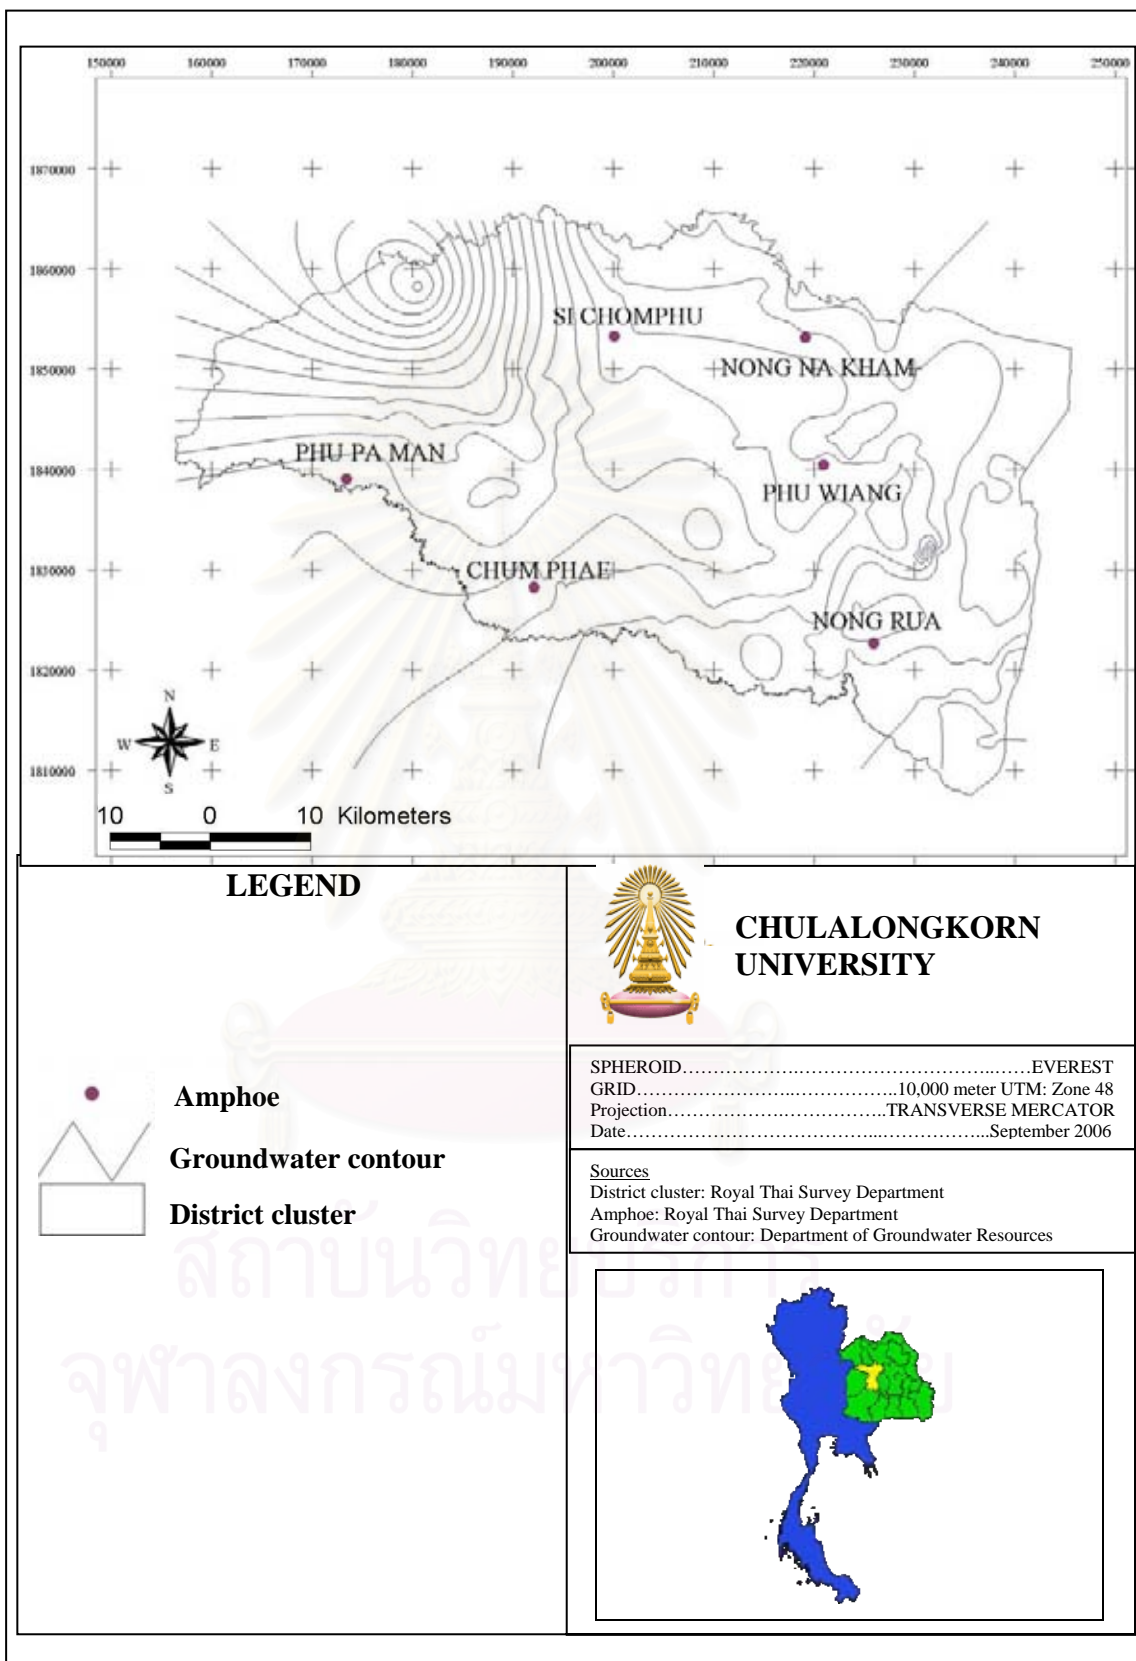 150000 160000 170000 180000 190000 200000 210000 220000 230000 240000 250000
1870000
1860000
SI CHOMPHU
1850000
NONG NA KHAM
PHU PA MAN
1840000
PHU WIANG
1830000
CHUM PHAE
NONG RUA
1820000
N
W E
S
1810000
10 0 10 Kilometers
LEGEND
CHULALONGKORN
UNIVERSITY
SPHEROID……………………………………………EVEREST
GRID……………………………………10,000 meter UTM: Zone 48
Projection………………………………TRANSVERSE MERCATOR
Date……………………………………………………September 2006
Amphoe
Groundwater contour
District cluster
Sources
District cluster: Royal Thai Survey Department
Amphoe: Royal Thai Survey Department
Groundwater contour: Department of Groundwater Resources
สถาบันวิทยบริการ
จุฬาลงกรณ์มหาวิทยาลัย